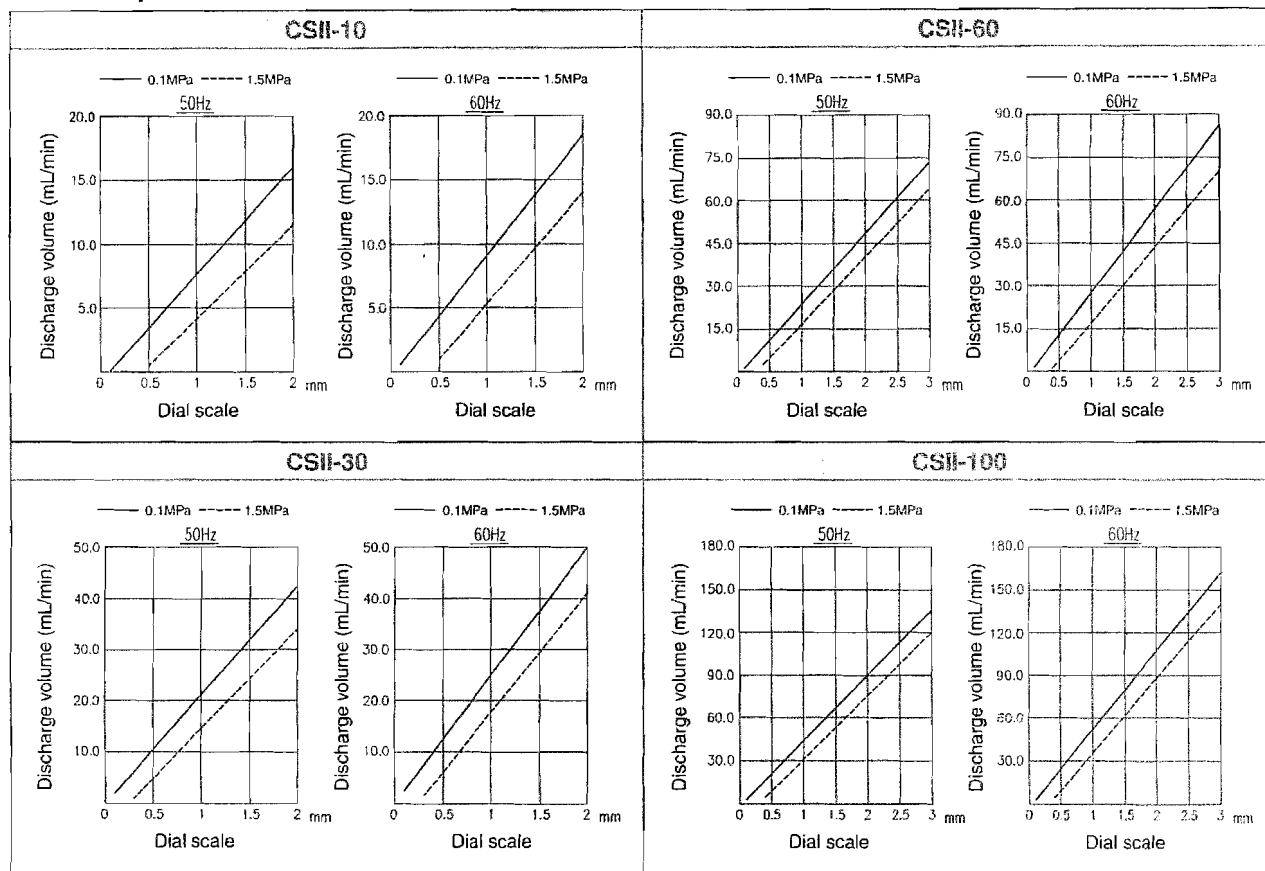 CSII-10
0.1MPa 1.5MPa
50Hz
Discharge volume (mL/min)
20.0
15.0
10.0
5.0
0 0.5 1 1.5 2 mm
Dial scale
0.1MPa 1.5MPa
60Hz
Discharge volume (mL/min)
20.0
15.0
10.0
5.0
0 0.5 1 1.5 2 mm
Dial scale
CSII-60
0.1MPa 1.5MPa
50Hz
Discharge volume (mL/min)
90.0
75.0
60.0
45.0
30.0
15.0
0 0.5 1 1.5 2 2.5 3 mm
Dial scale
0.1MPa 1.5MPa
60Hz
Discharge volume (mL/min)
90.0
75.0
60.0
45.0
30.0
15.0
0 0.5 1 1.5 2 2.5 3 mm
Dial scale
CSII-30
0.1MPa 1.5MPa
50Hz
Discharge volume (mL/min)
50.0
40.0
30.0
20.0
10.0
0 0.5 1 1.5 2 mm
Dial scale
0.1MPa 1.5MPa
60Hz
Discharge volume (mL/min)
50.0
40.0
30.0
20.0
10.0
0 0.5 1 1.5 2 mm
Dial scale
CSII-100
0.1MPa 1.5MPa
50Hz
Discharge volume (mL/min)
180.0
150.0
120.0
90.0
60.0
30.0
0 0.5 1 1.5 2 2.5 3 mm
Dial scale
0.1MPa 1.5MPa
60Hz
Discharge volume (mL/min)
180.0
150.0
120.0
90.0
60.0
30.0
0 0.5 1 1.5 2 2.5 3 mm
Dial scale